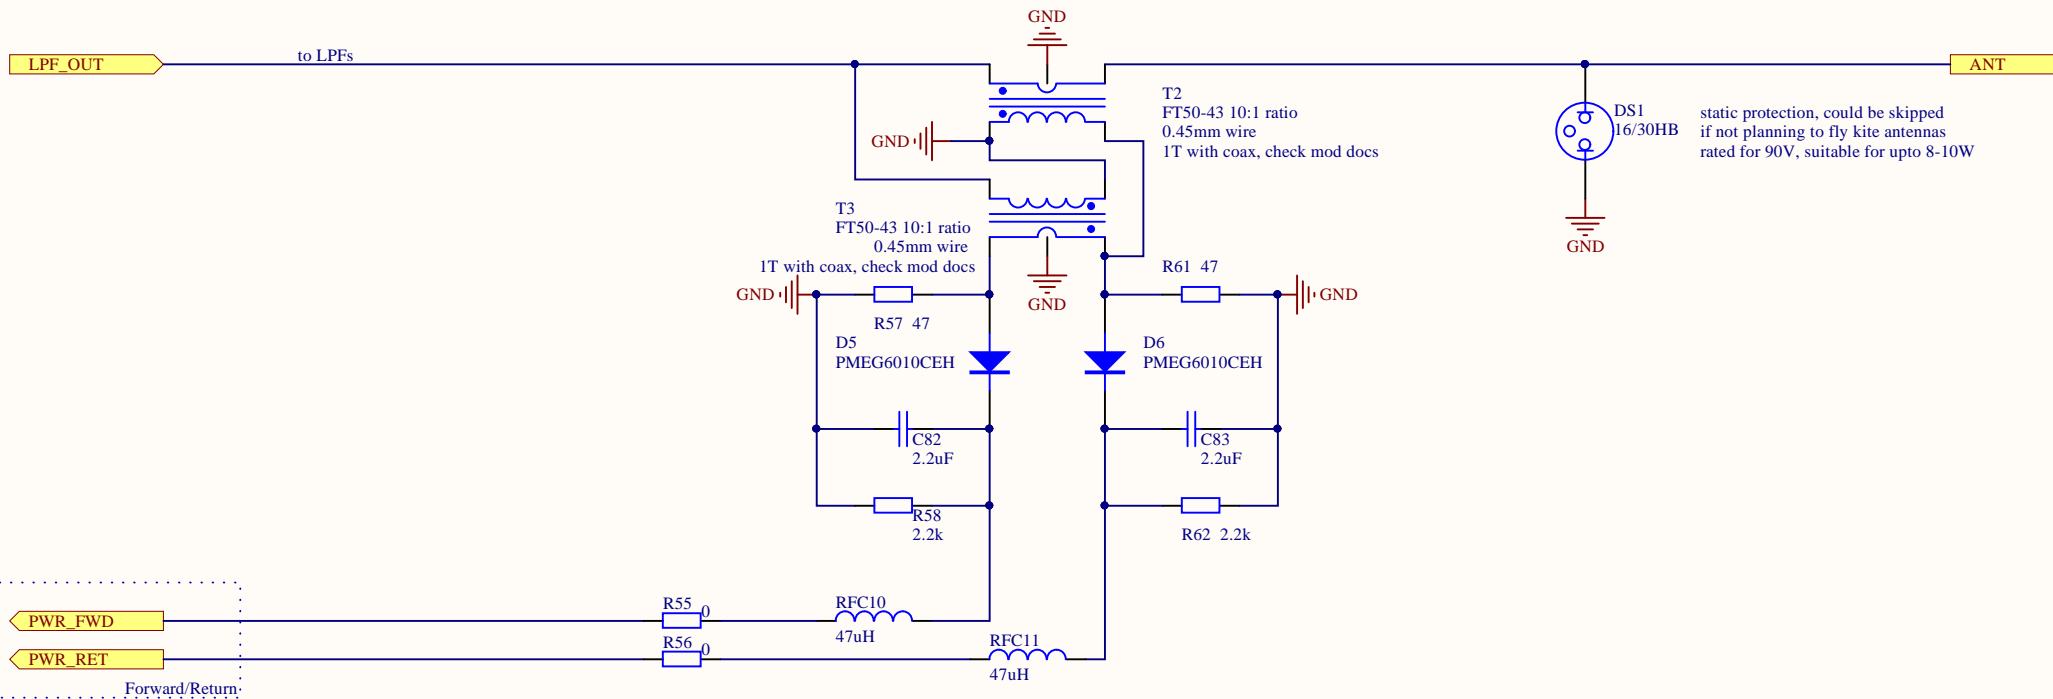 GND
LPF_OUT
to LPFs
ANT
T2
FT50-43 10:1 ratio
0.45mm wire
1T with coax, check mod docs
DS1
16/30HB
static protection, could be skipped
if not planning to fly kite antennas
rated for 90V, suitable for upto 8-10W
GND
T3
FT50-43 10:1 ratio
0.45mm wire
1T with coax, check mod docs
GND
R61 47
GND
GND
GND
R57 47
D5
PMEG6010CEH
D6
PMEG6010CEH
C82
2.2uF
C83
2.2uF
R58
2.2k
R62 2.2k
R55 0
RFC10
47uH
PWR_FWD
R56 0
RFC11
47uH
PWR_RET
Forward/Return
GND